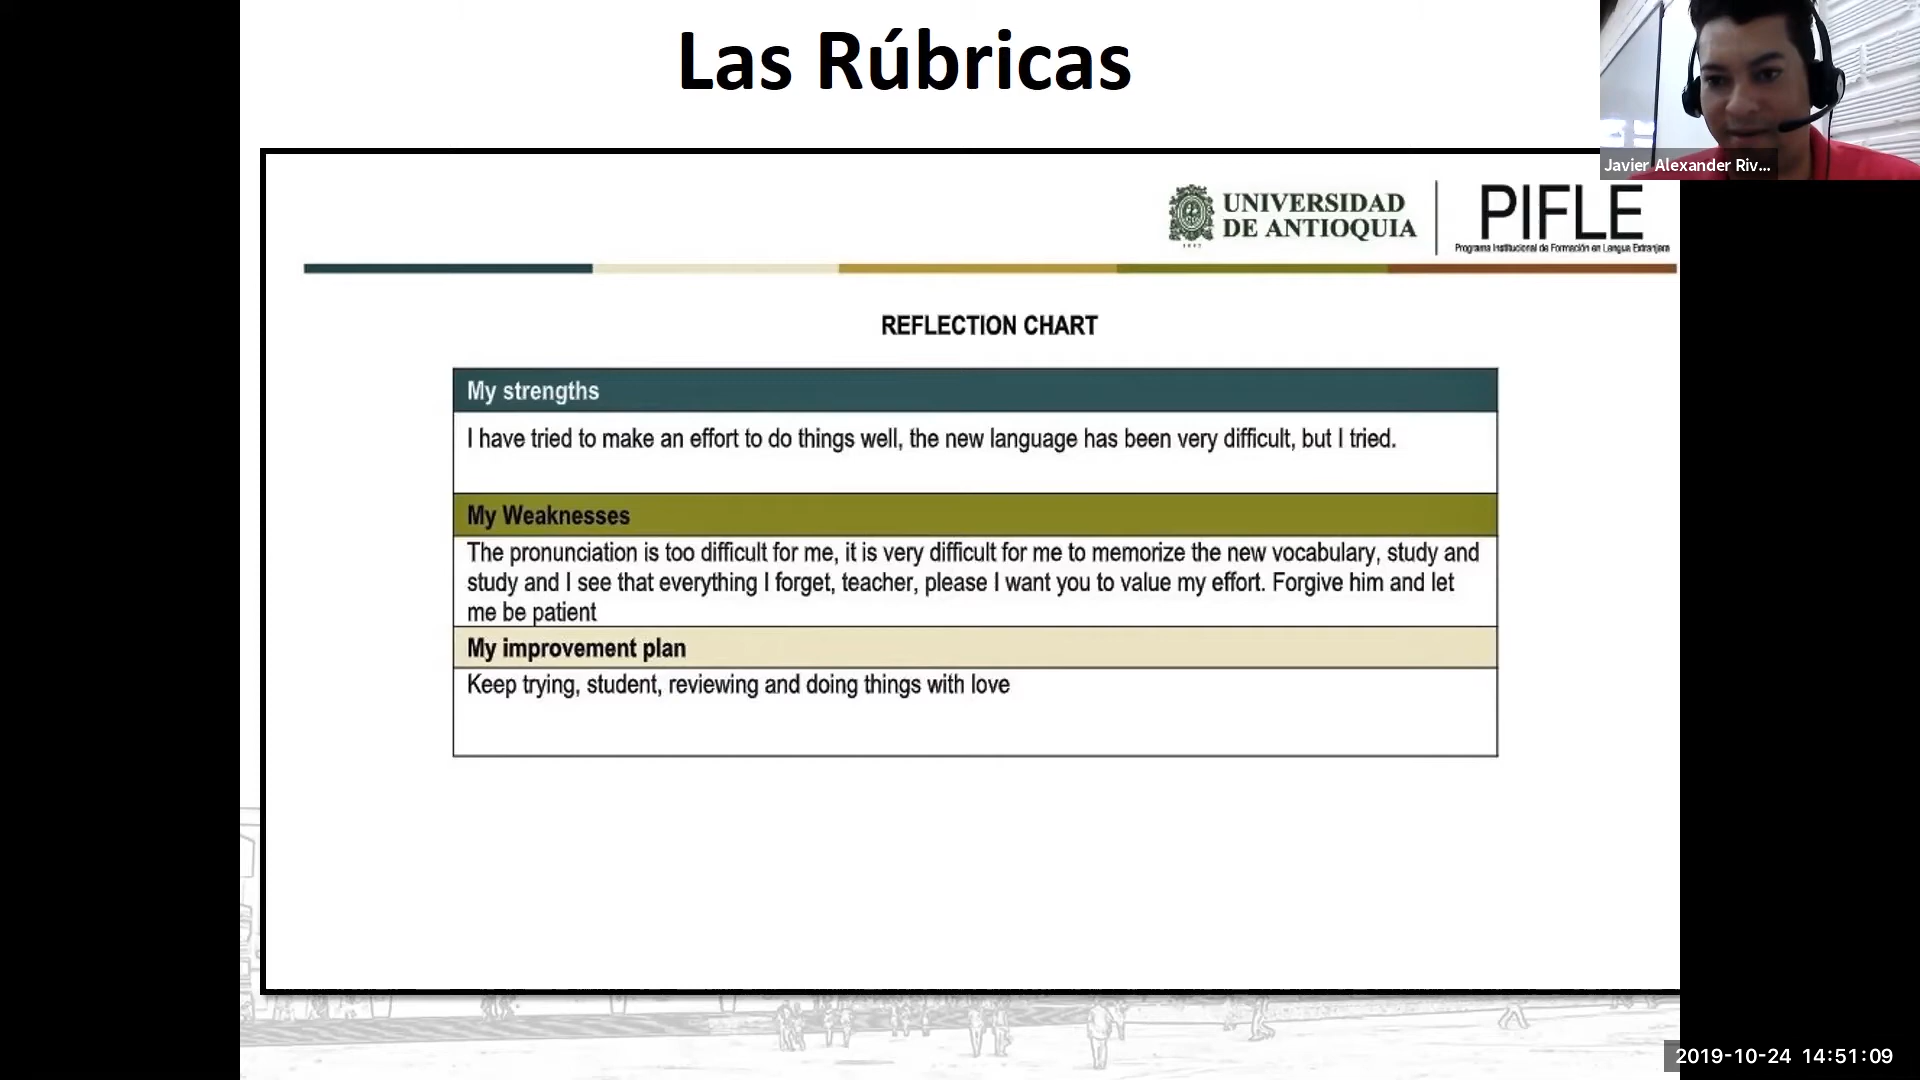 Las Rúbricas
Javier Alexander Riv...
UNIVERSIDAD
DE ANTIOQUIA
1803
PIFLE
Programa Institucional de Formación en Lengua Extranjera
REFLECTION CHART
My strengths
I have tried to make an effort to do things well, the new language has been very difficult, but I tried.
My Weaknesses
The pronunciation is too difficult for me, it is very difficult for me to memorize the new vocabulary, study and
study and I see that everything I forget, teacher, please I want you to value my effort. Forgive him and let
me be patient
My improvement plan
Keep trying, student, reviewing and doing things with love
2019-10-24 14:51:09